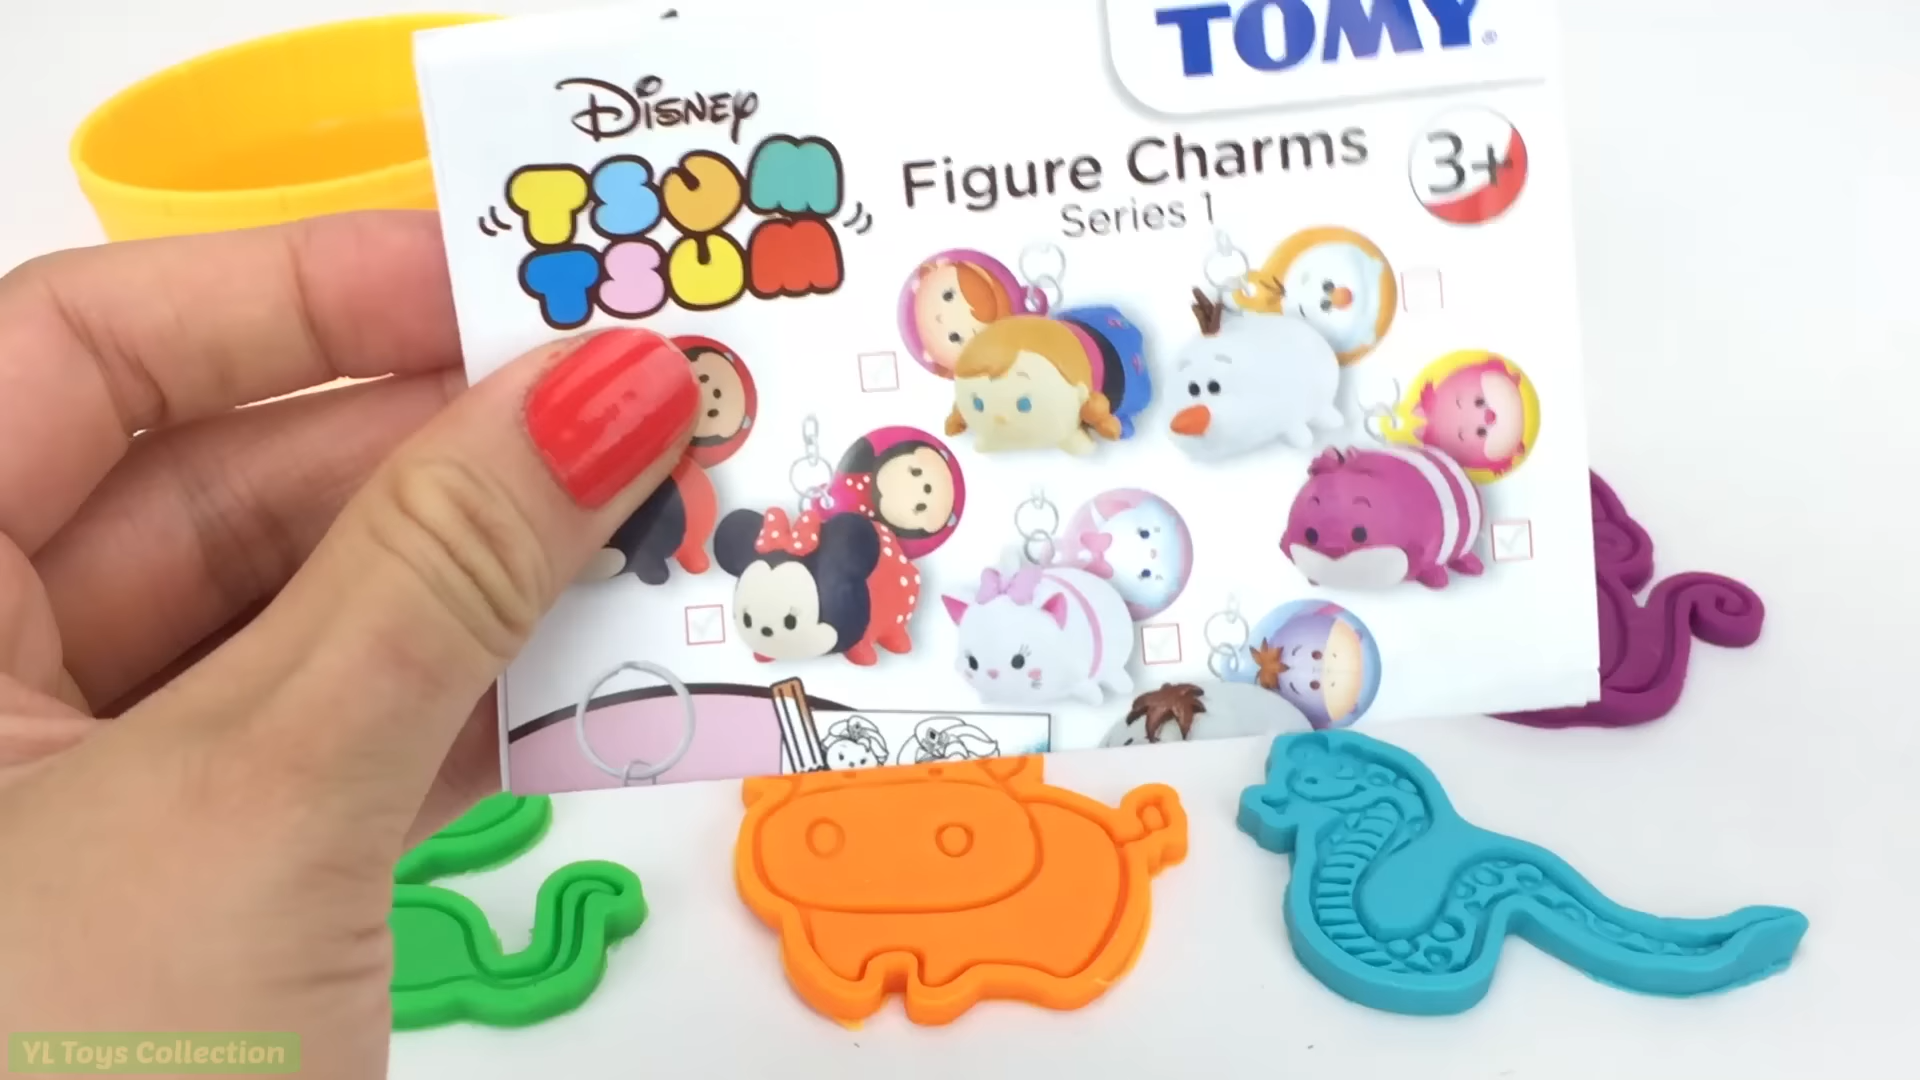 TOMY®
Disney
TSUM
TSUM
Figure Charms
Series 1
3+
YL Toys Collection